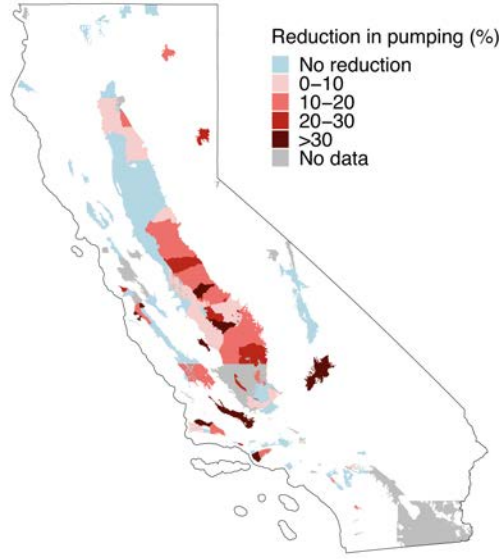 Reduction in pumping (%)
No reduction
0–10
10–20
20–30
>30
No data